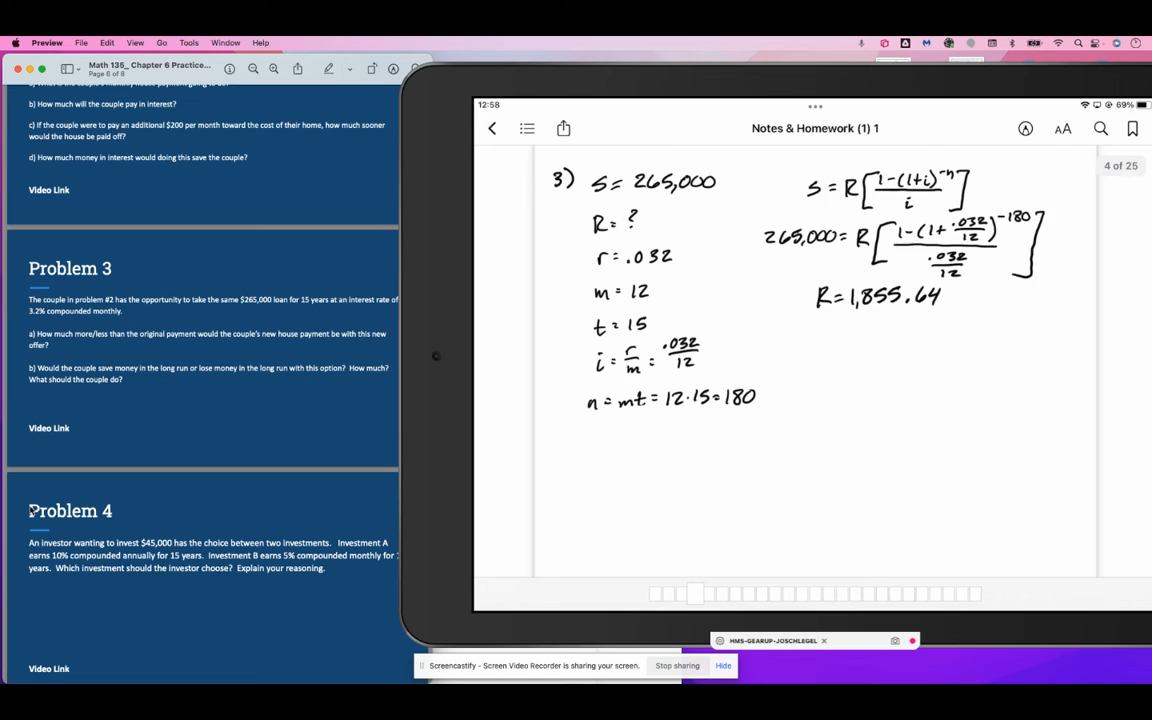 Preview File Edit View Go Tools Window Help
Math 135_ Chapter 6 Practice...
Page 6 of 8
b) How much will the couple pay in interest?
c) If the couple were to pay an additional $200 per month toward the cost of their home, how much sooner
would the house be paid off?
d) How much money in interest would doing this save the couple?
Video Link
Problem 3
The couple in problem #2 has the opportunity to take the same $265,000 loan for 15 years at an interest rate of
3.2% compounded monthly.
a) How much more/less than the original payment would the couple's new house payment be with this new
offer?
b) Would the couple save money in the long run or lose money in the long run with this option? How much?
What should the couple do?
Video Link
Problem 4
An investor wanting to invest $45,000 has the choice between two investments. Investment A
earns 10% compounded annually for 15 years. Investment B earns 5% compounded monthly for
years. Which investment should the investor choose? Explain your reasoning.
Video Link
12:58
69%
Notes & Homework (1) 1
AA
4 of 25
3) S = 265,000
R = ?
r = .032
m = 12
t = 15
i = r/m = .032/12
n = mt = 12·15 = 180
S = R[(1-(1+i)^-n)/i]
265,000 = R[(1-(1+.032/12)^-180)/(.032/12)]
R = 1,855.64
HMS-GEARUP-JOSCHLEGEL
Screencastify - Screen Video Recorder is sharing your screen. Stop sharing Hide